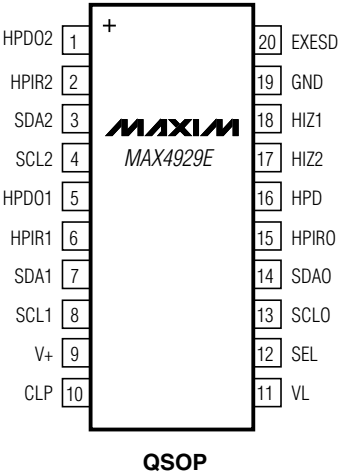 +
MAXIM
MAX4929E
HPDO2 1
HPIR2 2
SDA2 3
SCL2 4
HPDO1 5
HPIR1 6
SDA1 7
SCL1 8
V+ 9
CLP 10
20 EXESD
19 GND
18 HIZ1
17 HIZ2
16 HPD
15 HPIRO
14 SDAO
13 SCLO
12 SEL
11 VL
QSOP